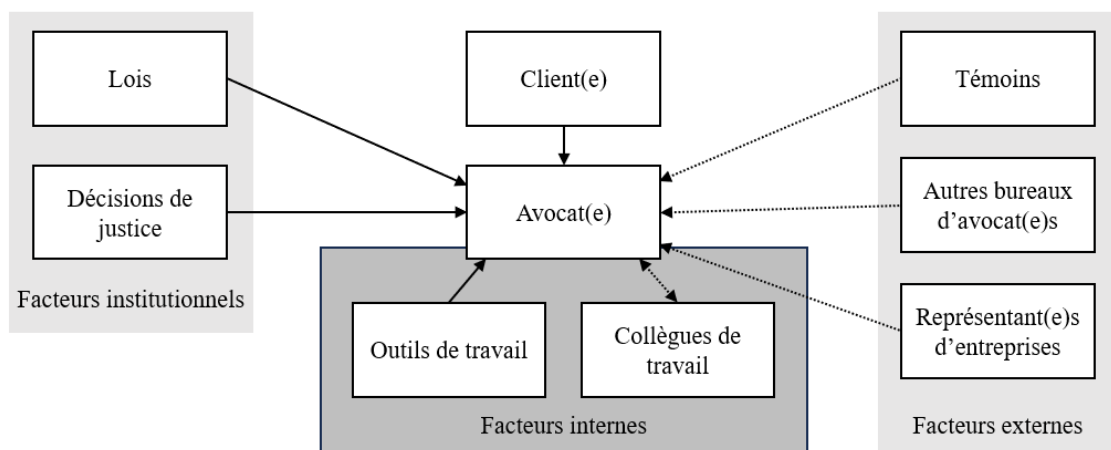 Lois
Décisions de
justice
Facteurs institutionnels
Client(e)
Avocat(e)
Outils de travail
Collègues de
travail
Facteurs internes
Témoins
Autres bureaux
d’avocat(e)s
Représentant(e)s
d’entreprises
Facteurs externes